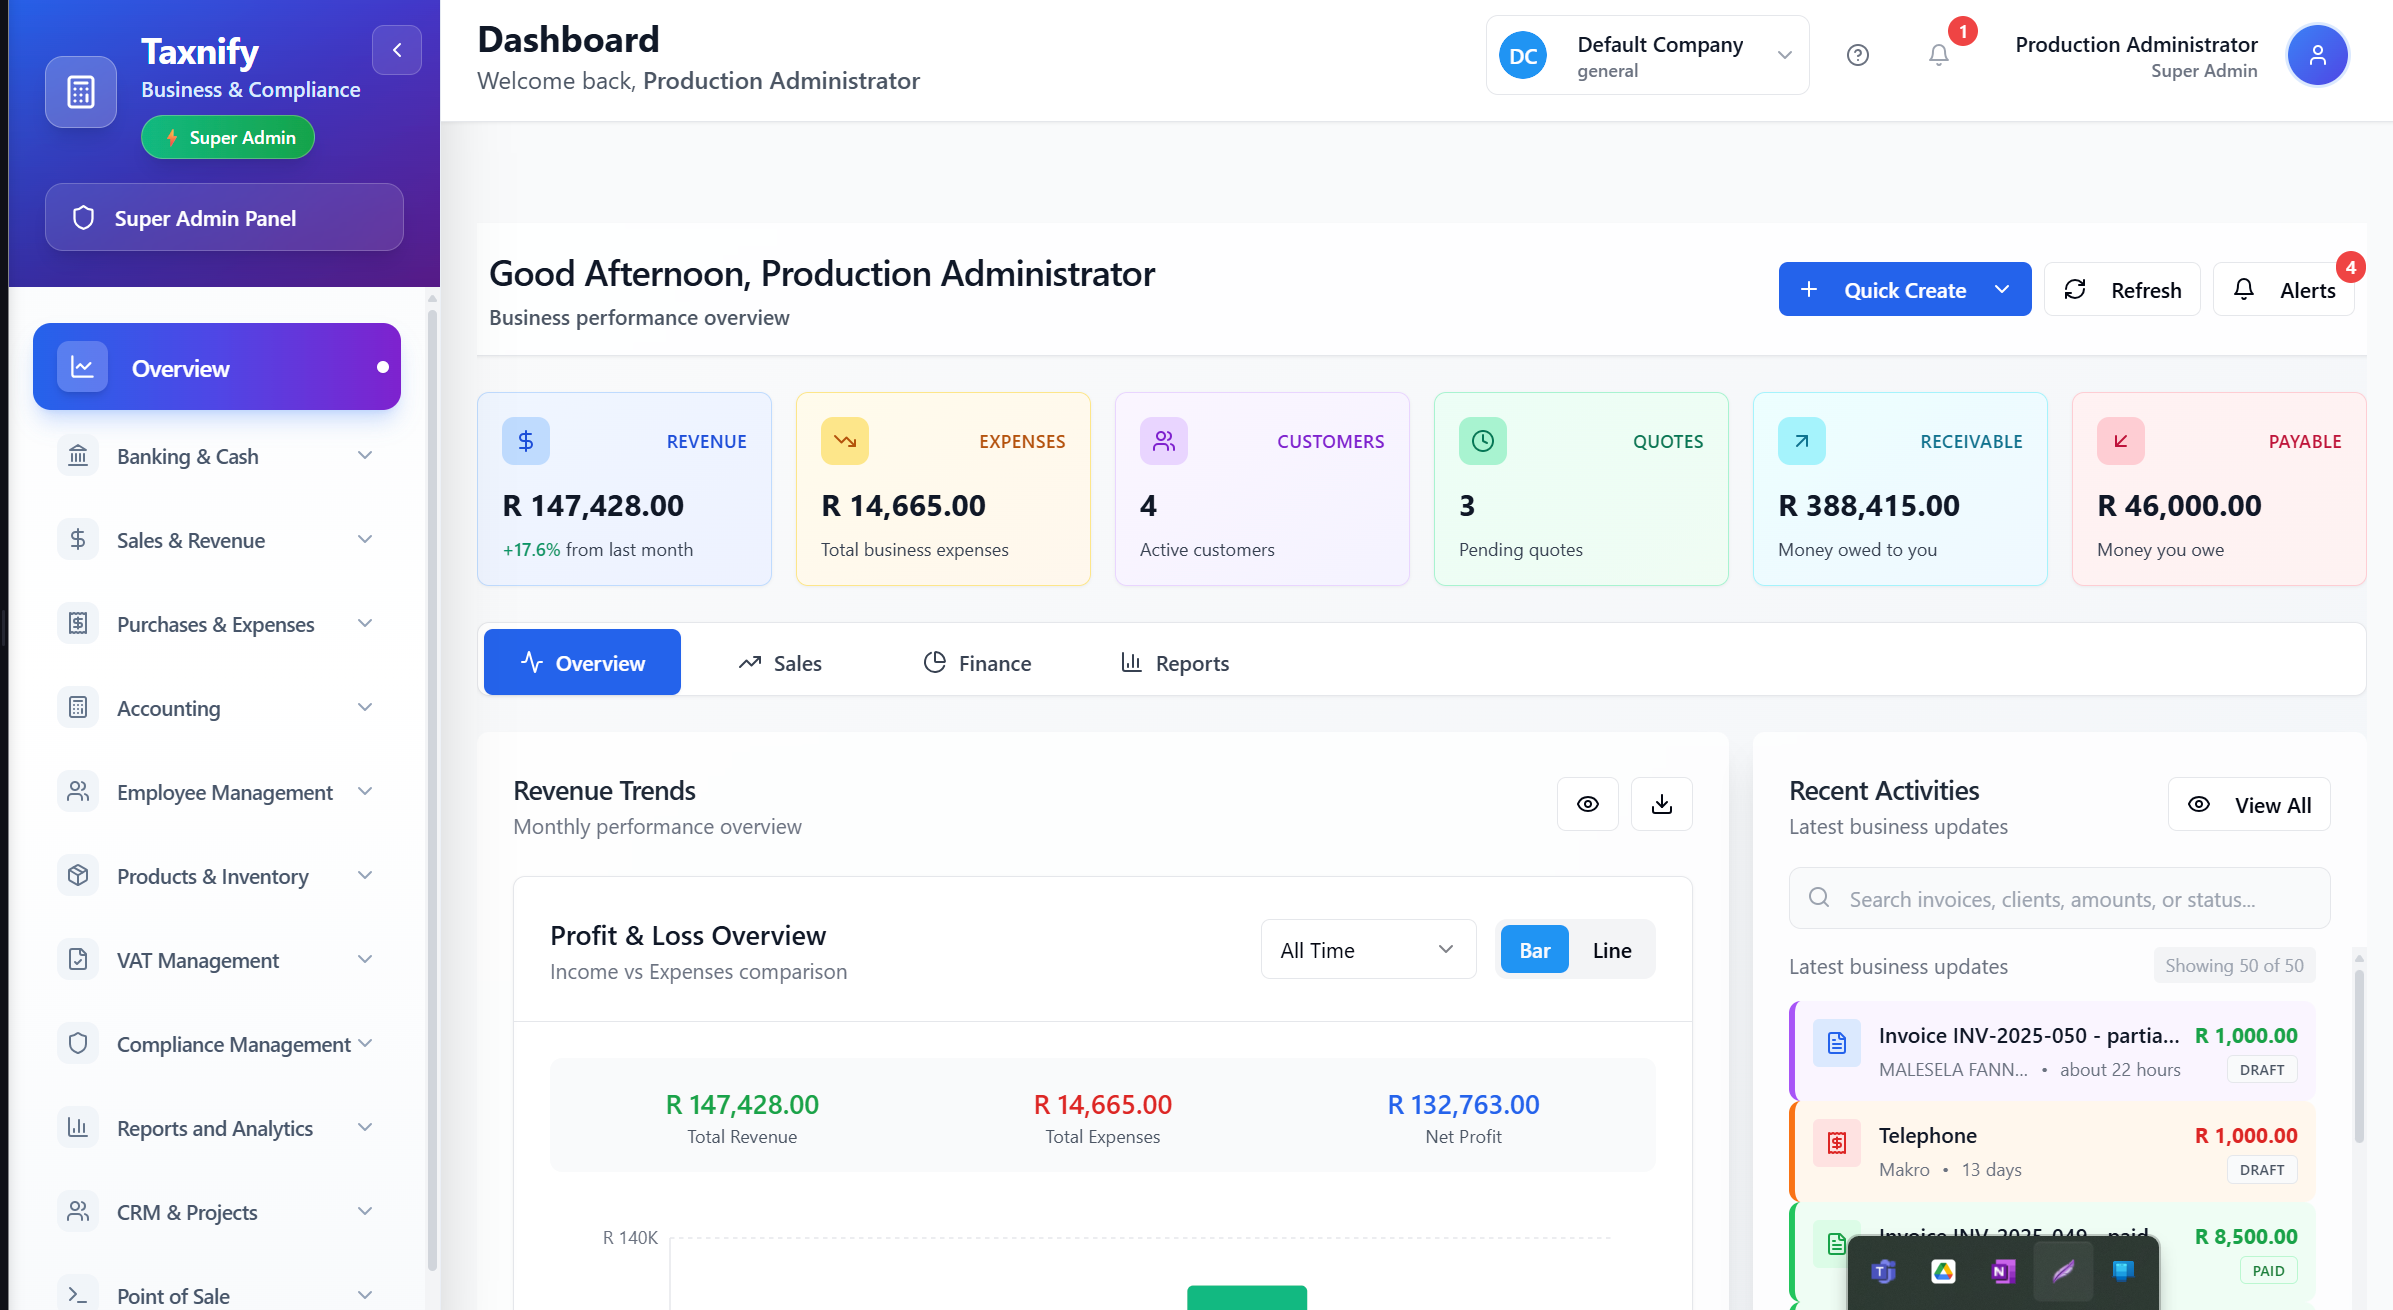 Taxnify
Business & Compliance
Super Admin
Super Admin Panel
Overview
Banking & Cash
Sales & Revenue
Purchases & Expenses
Accounting
Employee Management
Products & Inventory
VAT Management
Compliance Management
Reports and Analytics
CRM & Projects
Point of Sale
Dashboard
Welcome back, Production Administrator
DC
Default Company
general
1
Production Administrator
Super Admin
Good Afternoon, Production Administrator
Business performance overview
Quick Create
Refresh
Alerts
4
REVENUE
R 147,428.00
+17.6% from last month
EXPENSES
R 14,665.00
Total business expenses
CUSTOMERS
4
Active customers
QUOTES
3
Pending quotes
RECEIVABLE
R 388,415.00
Money owed to you
PAYABLE
R 46,000.00
Money you owe
Overview
Sales
Finance
Reports
Revenue Trends
Monthly performance overview
Profit & Loss Overview
Income vs Expenses comparison
All Time
Bar
Line
R 147,428.00
Total Revenue
R 14,665.00
Total Expenses
R 132,763.00
Net Profit
R 140K
Recent Activities
Latest business updates
View All
Search invoices, clients, amounts, or status...
Latest business updates
Showing 50 of 50
Invoice INV-2025-050 - partia...
R 1,000.00
MALESELA FANN... • about 22 hours
DRAFT
Telephone
R 1,000.00
Makro • 13 days
DRAFT
Invoice INV-2025-049 - paid
R 8,500.00
PAID